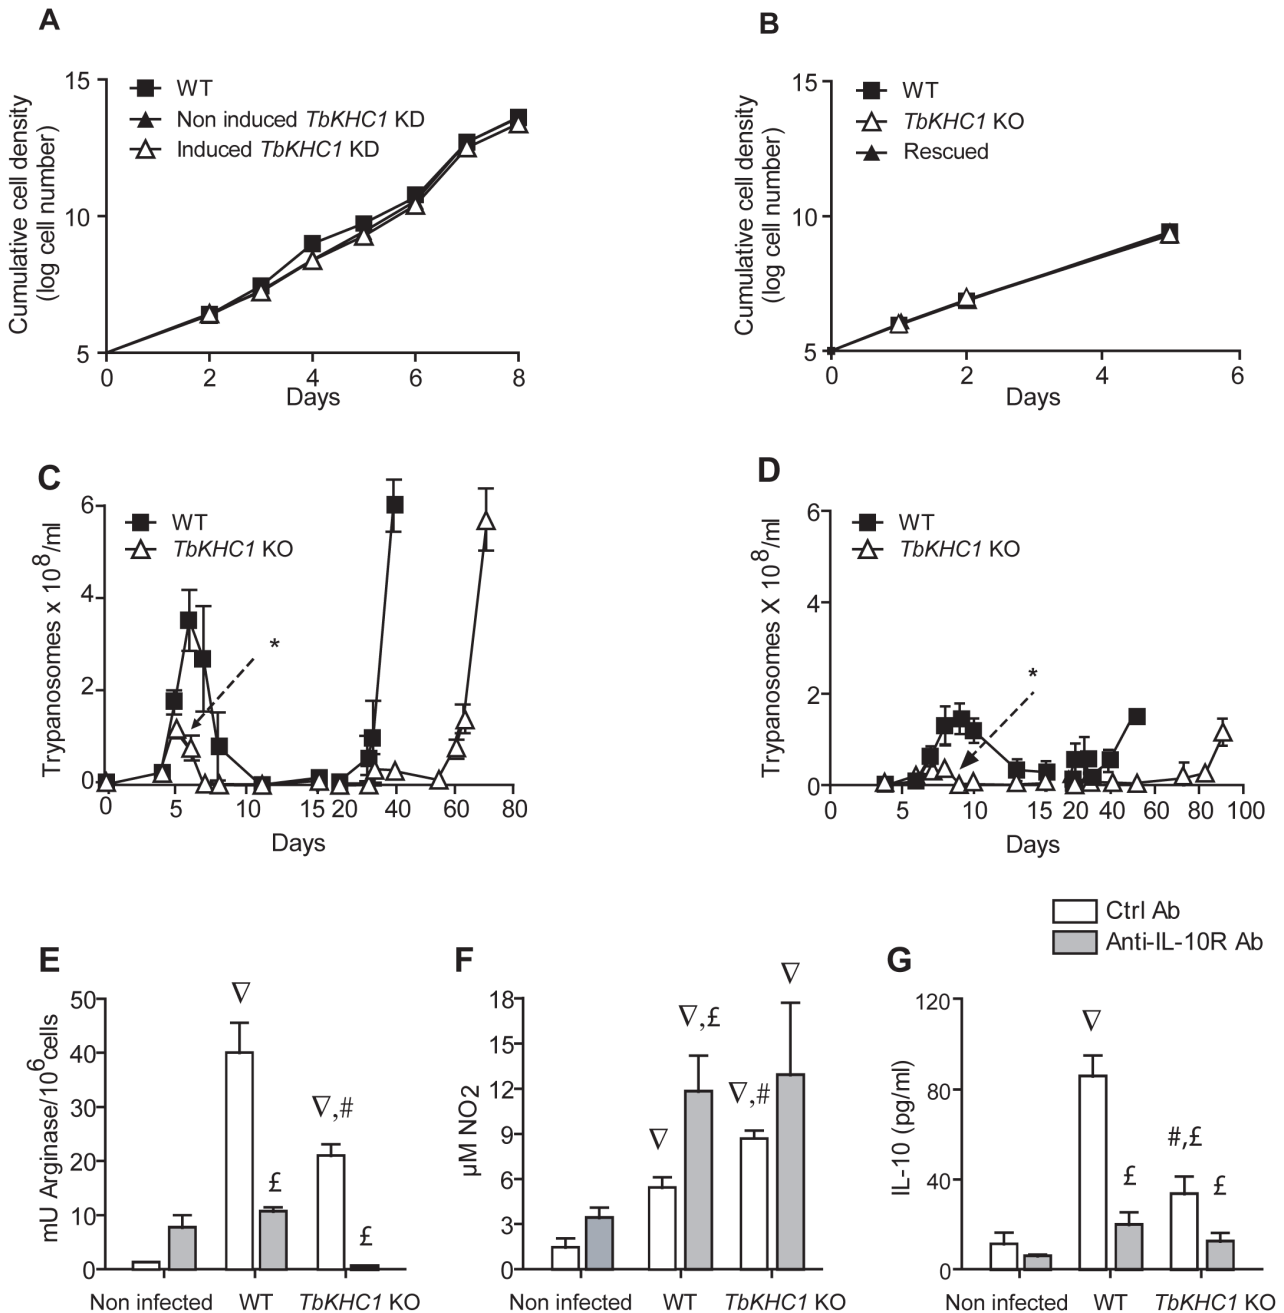 A
15
10
5
Cumulative cell density
(log cell number)
WT
Non induced TbKHC1 KD
Induced TbKHC1 KD
0 2 4 6 8
Days
B
15
10
5
Cumulative cell density
(log cell number)
WT
TbKHC1 KO
Rescued
0 2 4 6
Days
C
6
4
2
0
Trypanosomes x 10^8/ml
WT
TbKHC1 KO
*
0 5 10 15 20 40 60 80
Days
D
6
4
2
0
Trypanosomes X 10^8/ml
WT
TbKHC1 KO
*
0 5 10 15 20 40 60 80 100
Days
Ctrl Ab
Anti-IL-10R Ab
E
50
40
30
20
10
0
mU Arginase/10^6cells
∇
∇,#
£
£
Non infected WT TbKHC1 KO
F
18
15
12
9
6
3
0
µM NO2
∇
∇,£
∇,#
∇
Non infected WT TbKHC1 KO
G
120
80
40
0
IL-10 (pg/ml)
∇
#,£
£
£
Non infected WT TbKHC1 KO